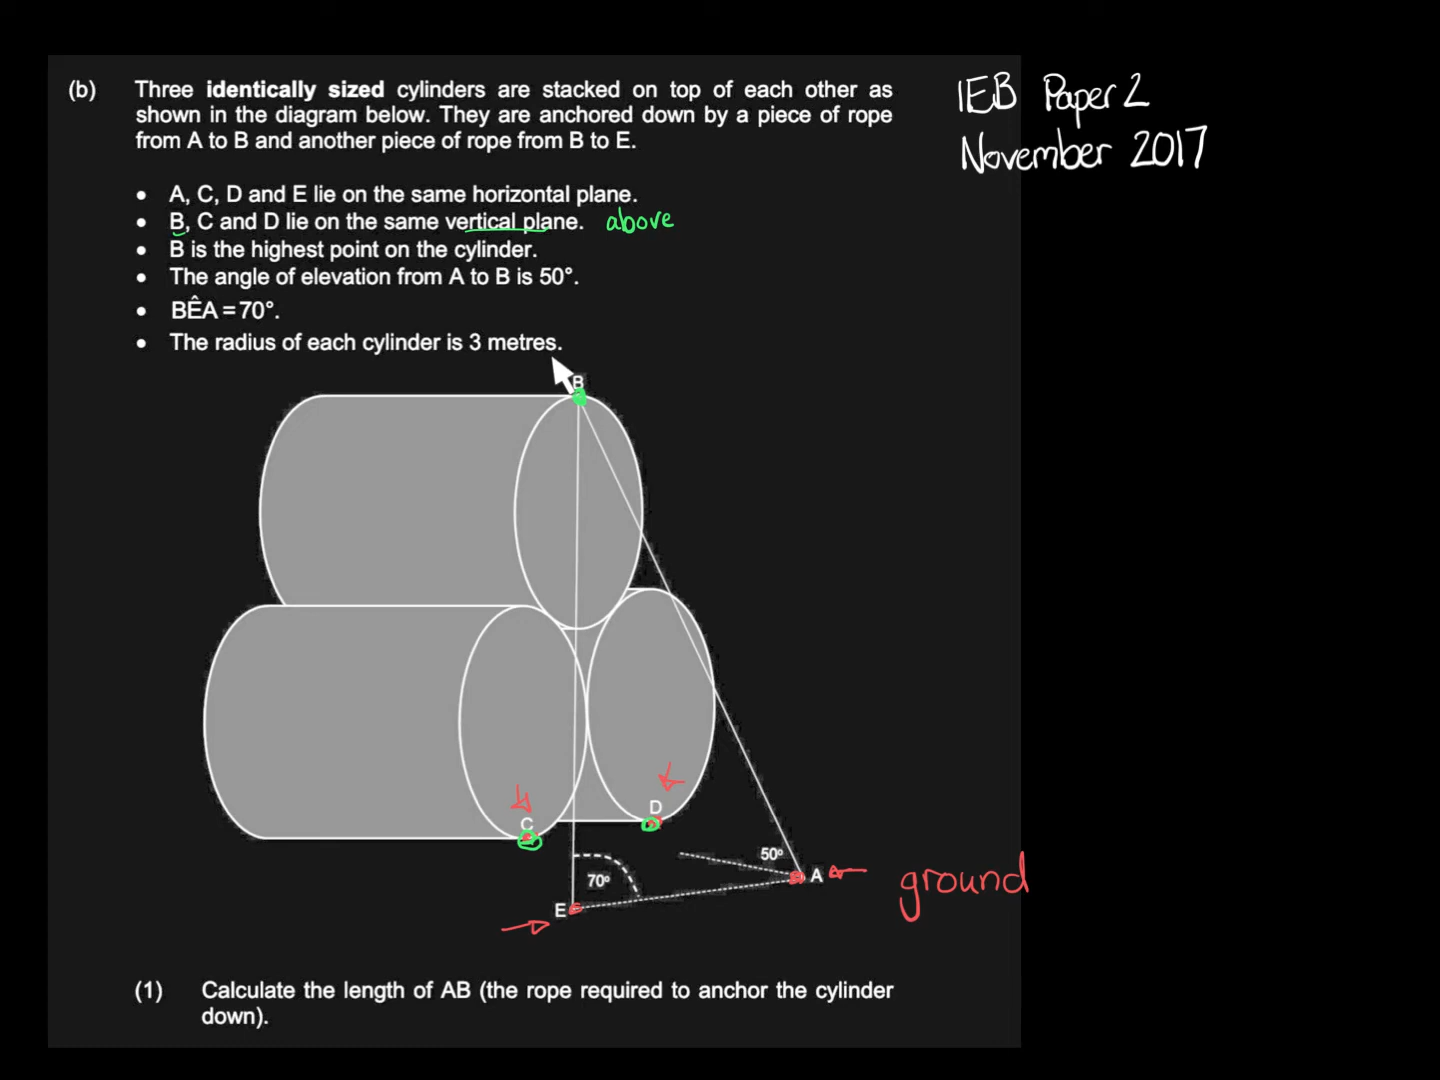 (b) Three identically sized cylinders are stacked on top of each other as
shown in the diagram below. They are anchored down by a piece of rope
from A to B and another piece of rope from B to E.
IEB Paper 2
November 2017
• A, C, D and E lie on the same horizontal plane.
• B, C and D lie on the same vertical plane. above
• B is the highest point on the cylinder.
• The angle of elevation from A to B is 50°.
• BÊA = 70°.
• The radius of each cylinder is 3 metres.
B
D
C
50°
A
ground
70°
E
(1) Calculate the length of AB (the rope required to anchor the cylinder
down).